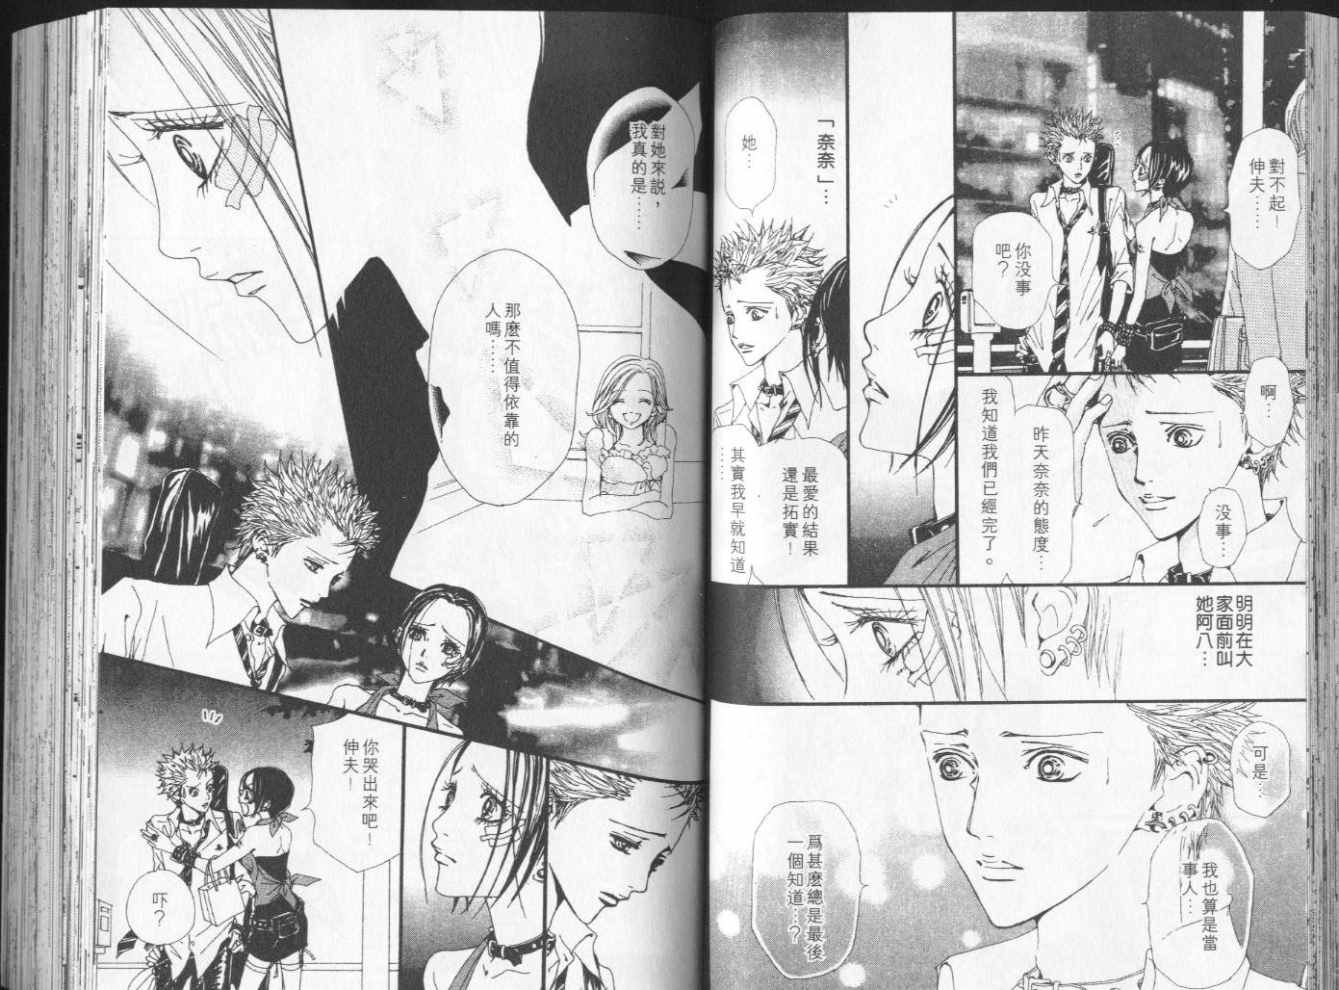 對不起！
伸夫……
你没事
吧？
啊…
没事…
昨天奈奈的態度…
我知道我們已經完了。
「奈奈」…
她…
最愛的結果
還是拓實！
其實我早就知道
……
明明在大
家面前叫
她阿八…
可是…
我也算是當
事人…
爲甚麽總是最後
一個知道…？
對她來説，
我真的是……
那麽不值得依靠的
人嗎……
你哭出來吧！
伸夫！
吓？